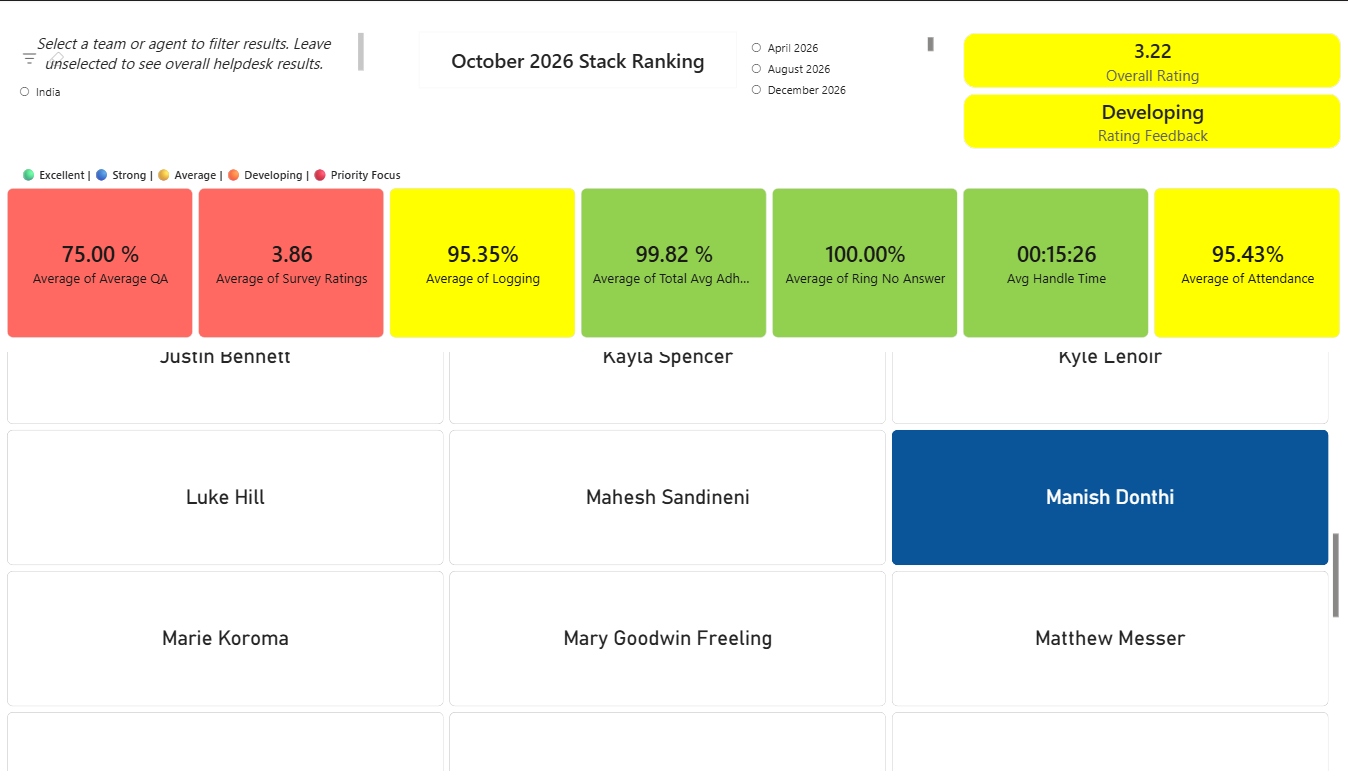 Select a team or agent to filter results. Leave
unselected to see overall helpdesk results.
India
October 2026 Stack Ranking
April 2026
August 2026
December 2026
3.22
Overall Rating
Developing
Rating Feedback
Excellent | Strong | Average | Developing | Priority Focus
75.00 %
Average of Average QA
3.86
Average of Survey Ratings
95.35%
Average of Logging
99.82 %
Average of Total Avg Adh...
100.00%
Average of Ring No Answer
00:15:26
Avg Handle Time
95.43%
Average of Attendance
Justin Bennett
Kayla Spencer
Kyle Lenoir
Luke Hill
Mahesh Sandineni
Manish Donthi
Marie Koroma
Mary Goodwin Freeling
Matthew Messer